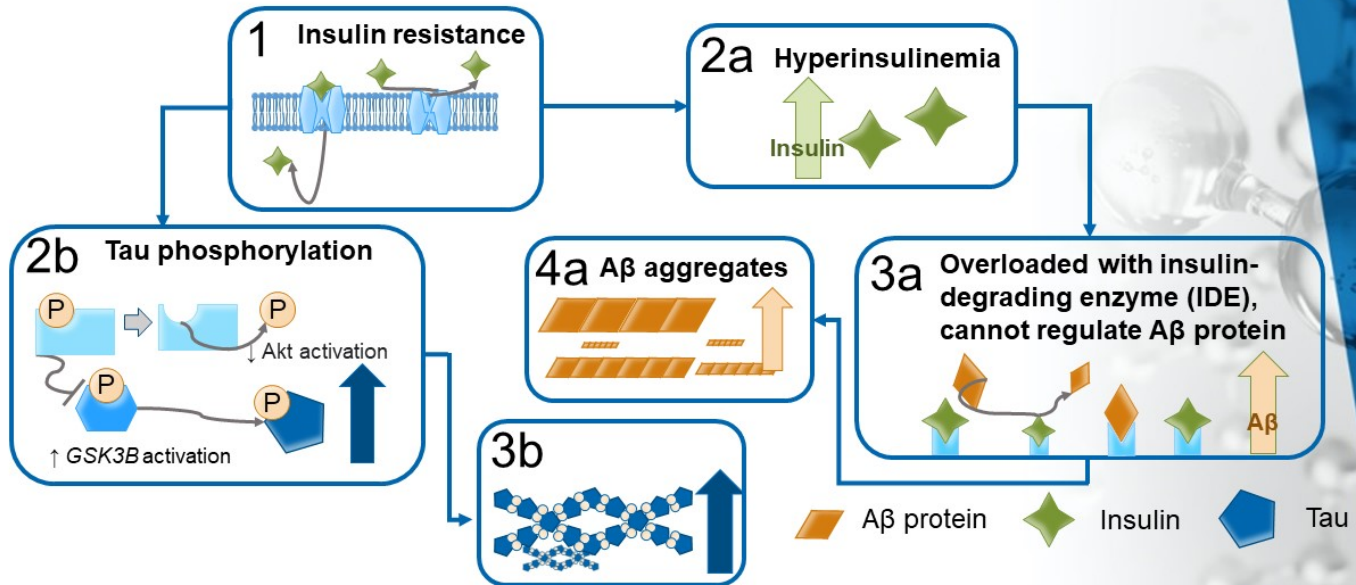 1 Insulin resistance
2a Hyperinsulinemia
Insulin
2b Tau phosphorylation
P
P
↓ Akt activation
P
P
↑ GSK3B activation
3a Overloaded with insulin-
degrading enzyme (IDE),
cannot regulate Aβ protein
Aβ
4a Aβ aggregates
3b
Aβ protein
Insulin
Tau